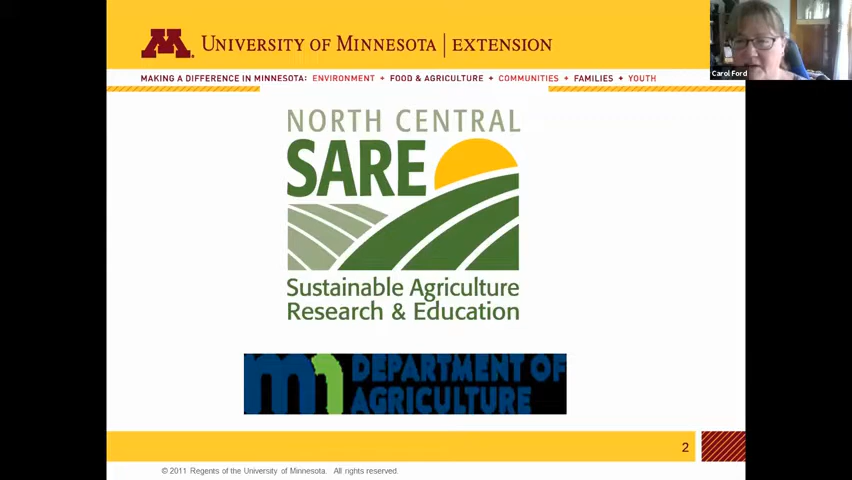 UNIVERSITY OF MINNESOTA | EXTENSION
Carol Ford
MAKING A DIFFERENCE IN MINNESOTA: ENVIRONMENT + FOOD & AGRICULTURE + COMMUNITIES + FAMILIES + YOUTH
NORTH CENTRAL
SARE
Sustainable Agriculture
Research & Education
mn DEPARTMENT OF
AGRICULTURE
2
© 2011 Regents of the University of Minnesota. All rights reserved.